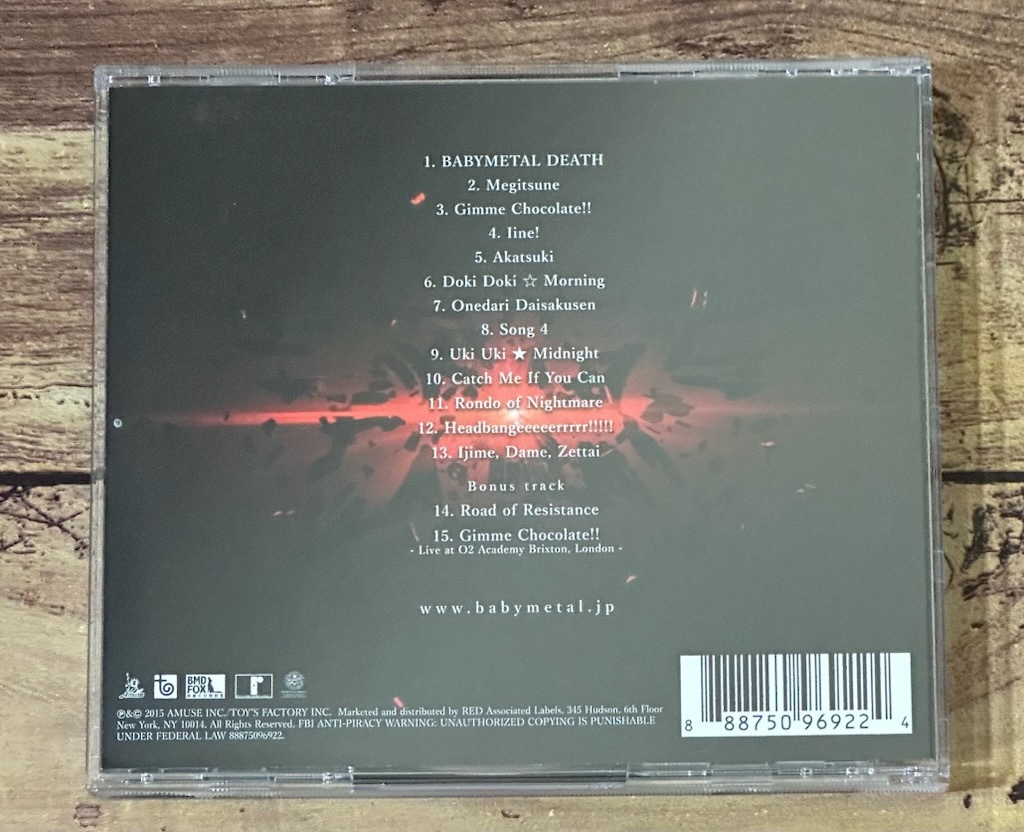 1. BABYMETAL DEATH
2. Megitsune
3. Gimme Chocolate!!
4. Iine!
5. Akatsuki
6. Doki Doki ☆ Morning
7. Onedari Daisakusen
8. Song 4
9. Uki Uki ★ Midnight
10. Catch Me If You Can
11. Rondo of Nightmare
12. Headbangeeeeerrrrr!!!!!
13. Ijime, Dame, Zettai
Bonus track
14. Road of Resistance
15. Gimme Chocolate!!
- Live at O2 Academy Brixton, London -
www.babymetal.jp
BMD
FOX
RECORDS
r
℗&© 2015 AMUSE INC./TOY'S FACTORY INC. Marketed and distributed by RED Associated Labels, 345 Hudson, 6th Floor
New York, NY 10014. All Rights Reserved. FBI ANTI-PIRACY WARNING: UNAUTHORIZED COPYING IS PUNISHABLE
UNDER FEDERAL LAW 88875096922.
8 88750 96922 4